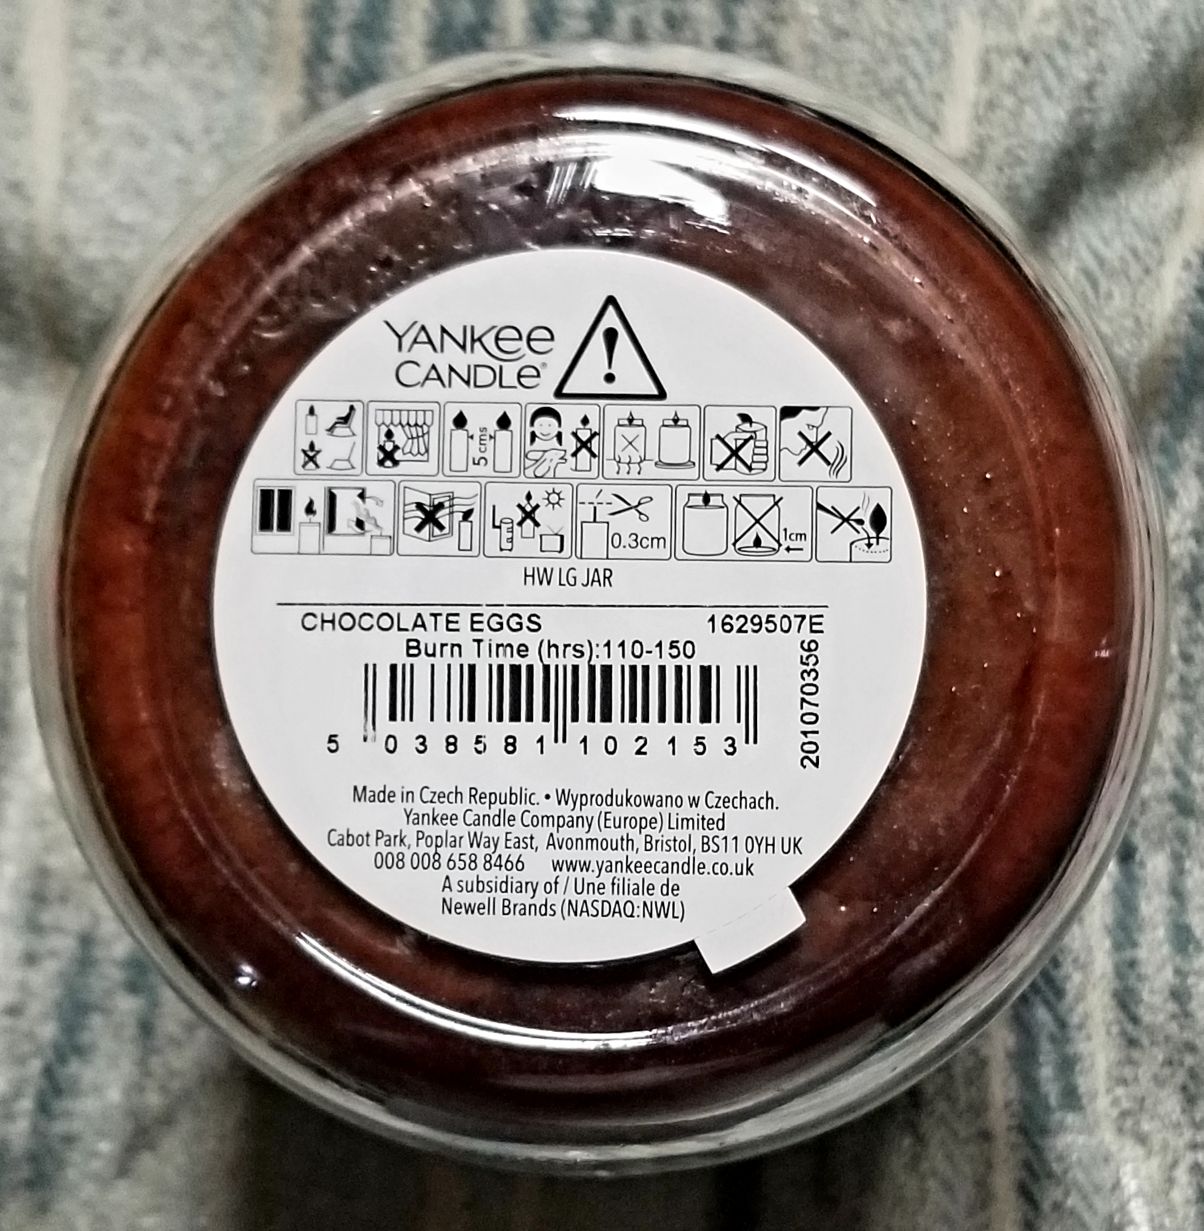 YANKEE
CANDLE®
5 cms
0.3cm
1cm
HW LG JAR
CHOCOLATE EGGS 1629507E
Burn Time (hrs):110-150
201070356
5 038581 102153
Made in Czech Republic. • Wyprodukowano w Czechach.
Yankee Candle Company (Europe) Limited
Cabot Park, Poplar Way East, Avonmouth, Bristol, BS11 0YH UK
008 008 658 8466 www.yankeecandle.co.uk
A subsidiary of / Une filiale de
Newell Brands (NASDAQ:NWL)